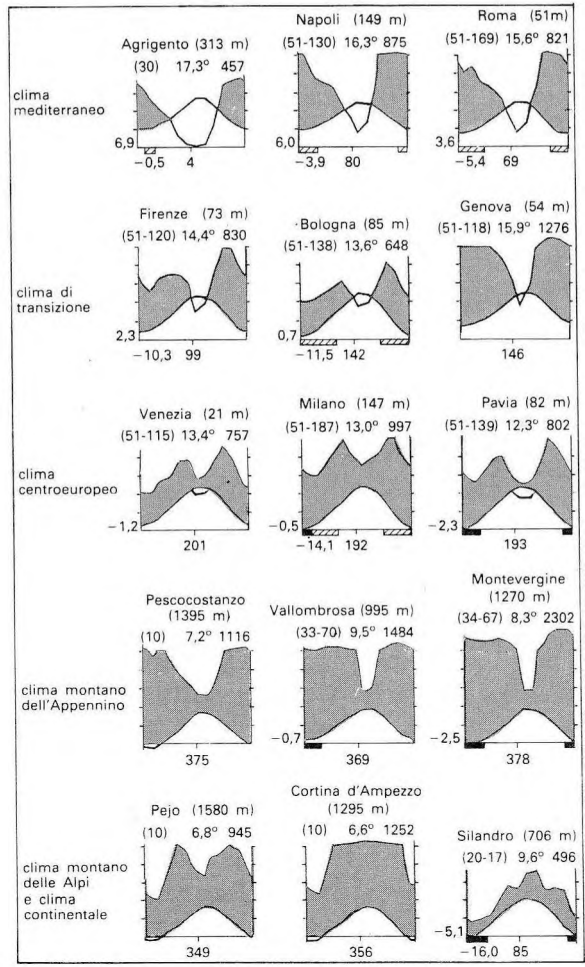 Agrigento (313 m)
(30) 17,3° 457
6,9
−0,5 4
Napoli (149 m)
(51-130) 16,3° 875
6,0
−3,9 80
Roma (51m)
(51-169) 15,6° 821
3,6
−5,4 69
clima
mediterraneo
Firenze (73 m)
(51-120) 14,4° 830
2,3
−10,3 99
Bologna (85 m)
(51-138) 13,6° 648
0,7
−11,5 142
Genova (54 m)
(51-118) 15,9° 1276
146
clima di
transizione
Venezia (21 m)
(51-115) 13,4° 757
−1,2
201
Milano (147 m)
(51-187) 13,0° 997
−0,5
−14,1 192
Pavia (82 m)
(51-139) 12,3° 802
−2,3
193
clima
centroeuropeo
Pescocostanzo
(1395 m)
(10) 7,2° 1116
375
Vallombrosa (995 m)
(33-70) 9,5° 1484
−0,7
369
Montevergine
(1270 m)
(34-67) 8,3° 2302
−2,5
378
clima montano
dell'Appennino
Pejo (1580 m)
(10) 6,8° 945
349
Cortina d'Ampezzo
(1295 m)
(10) 6,6° 1252
356
Silandro (706 m)
(20-17) 9,6° 496
−5,1
−16,0 85
clima montano
delle Alpi
e clima
continentale